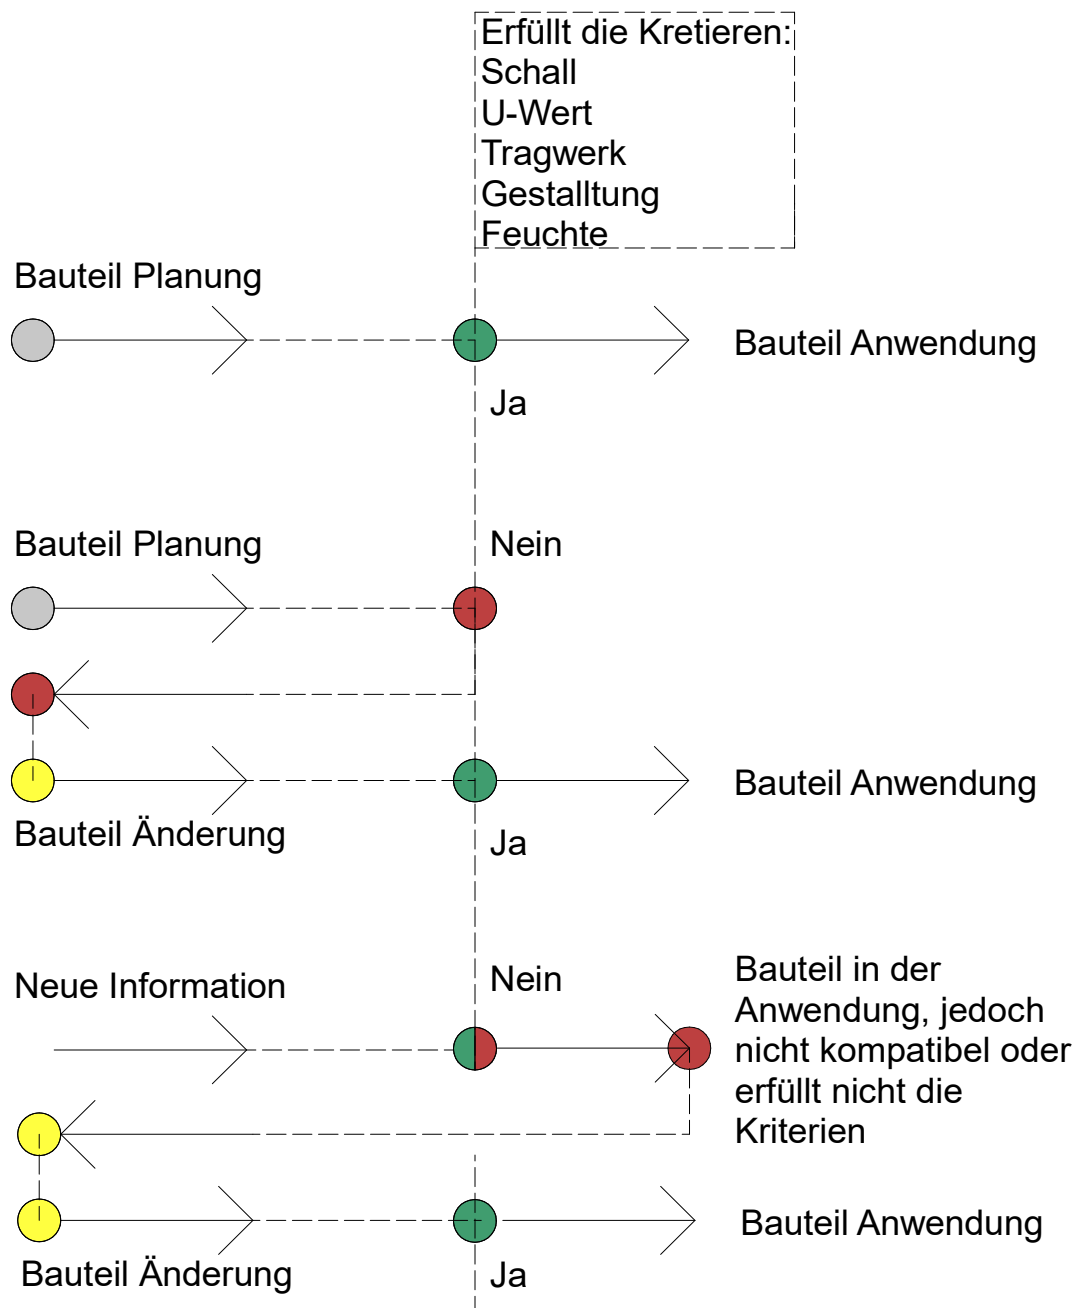 Erfüllt die Kretieren:
Schall
U-Wert
Tragwerk
Gestalltung
Feuchte
Bauteil Planung
Bauteil Anwendung
Ja
Bauteil Planung
Nein
Bauteil Anwendung
Bauteil Änderung
Ja
Neue Information
Nein
Bauteil in der
Anwendung, jedoch
nicht kompatibel oder
erfüllt nicht die
Kriterien
Bauteil Anwendung
Bauteil Änderung
Ja